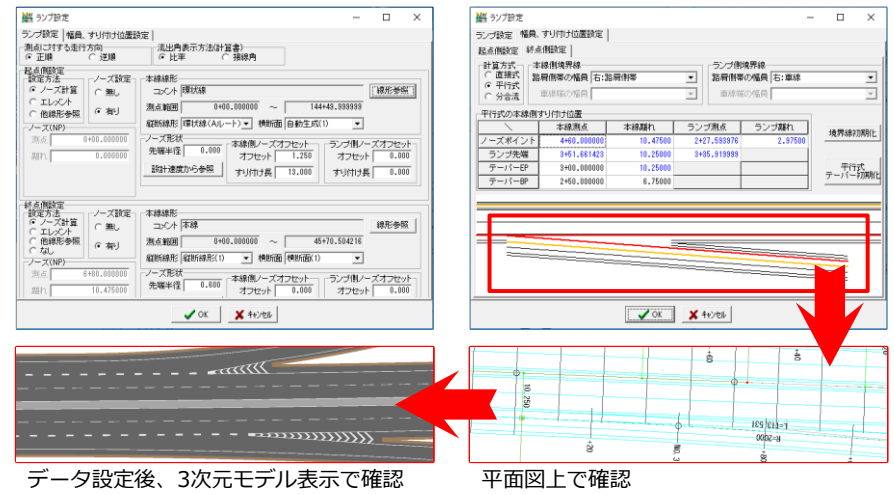 ランプ設定
ランプ設定 幅員、すり付け位置設定
測点に対する走行方向
正順 逆順
流出角表示方法(計算書)
比率 接線角
起点側設定
設定方法
ノーズ計算
エレメント
他線形参照
ノーズ設定
無し
有り
本線線形
コメント 環状線
線形参照
測点範囲 0+00.000000 ～ 144+49.999999
縦断線形 環状線(Aルート) 横断面 自動生成(1)
ノーズ(NP)
測点 8+00.000000
離れ 0.000000
ノーズ形状
先端半径 0.000
設計速度から参照
本線側ノーズオフセット
オフセット 1.250
すり付け長 13.000
ランプ側ノーズオフセット
オフセット 0.000
すり付け長 0.000
終点側設定
設定方法
ノーズ計算
エレメント
他線形参照
なし
ノーズ設定
無し
有り
本線線形
コメント 本線
線形参照
測点範囲 0+00.000000 ～ 45+70.504216
縦断線形 縦断線形(1) 横断面 横断面(1)
ノーズ(NP)
測点 6+80.000000
離れ 10.475000
ノーズ形状
先端半径 0.600
本線側ノーズオフセット
オフセット 0.000
ランプ側ノーズオフセット
オフセット 0.000
OK キャンセル
ランプ設定
ランプ設定 幅員、すり付け位置設定
起点側設定 終点側設定
計算方式
直接式
平行式
分合流
本線側境界線
路肩側帯の幅員 右:路肩側帯
車線端の幅員
ランプ側境界線
路肩側帯の幅員 右:車線
車線端の幅員
平行式の本線側すり付け位置
本線測点 本線離れ ランプ測点 ランプ離れ
ノーズポイント 4+60.000000 10.47500 2+27.593976 2.97500
ランプ先端 3+51.661423 10.25000 3+35.919999
テーパーEP 3+00.000000 10.25000
テーパーBP 2+50.000000 6.75000
境界線初期化
平行式
テーパー初期化
OK キャンセル
10.250
+60
+40
+20
L=1113.531
R=2000
+20
NO.3
+80
データ設定後、3次元モデル表示で確認
平面図上で確認